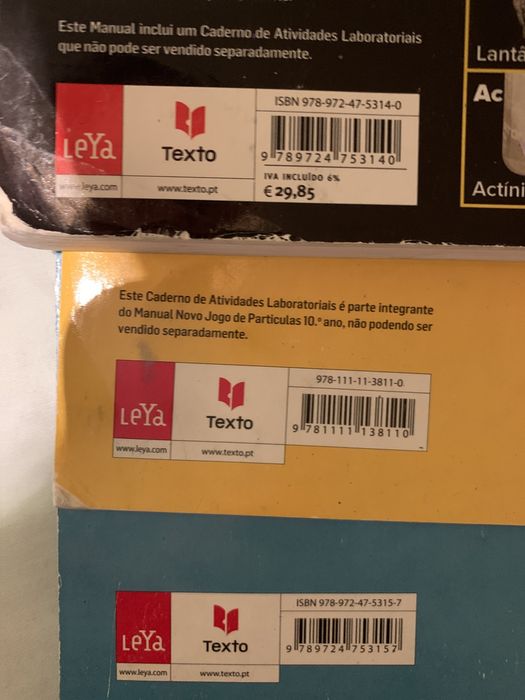 Este Manual inclui um Caderno de Atividades Laboratoriais
que não pode ser vendido separadamente.
Lantâ
Ac
Actíni
LeYa
www.leya.com
Texto
www.texto.pt
ISBN 978-972-47-5314-0
9 789724 753140
IVA INCLUÍDO 6%
€ 29,85
Este Caderno de Atividades Laboratoriais é parte integrante
do Manual Novo Jogo de Partículas 10.º ano, não podendo ser
vendido separadamente.
LeYa
www.leya.com
Texto
www.texto.pt
978-111-11-3811-0
9 781111 138110
LeYa
www.leya.com
Texto
www.texto.pt
ISBN 978-972-47-5315-7
9 789724 753157